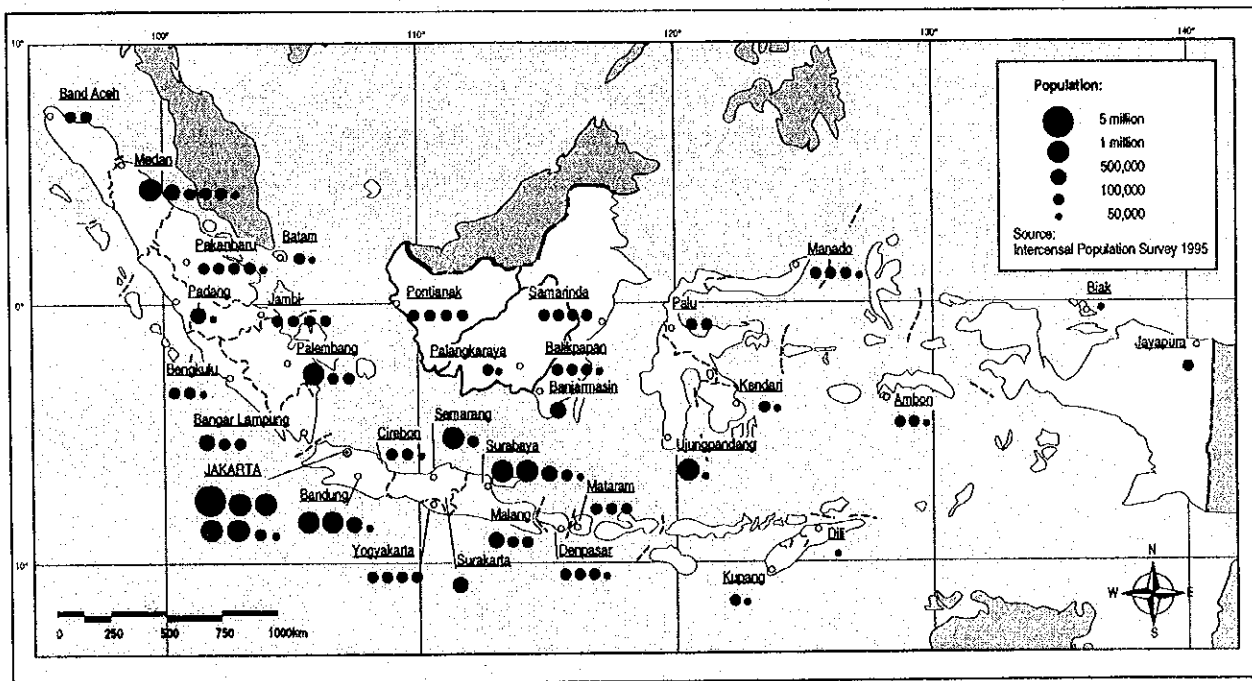 100° 110° 120° 130° 140°
10°
Band Aceh
Medan
Pakanbaru
Batam
Padang
Jambi
Palembang
Bengkulu
Bangar Lampung
JAKARTA
Bandung
Cirebon
Semarang
Surabaya
Malang
Mataram
Yogyakarta
Surakarta
Denpasar
Pontianak
Samarinda
Palangkaraya
Balikpapan
Banjarmasin
Manado
Palu
Kendari
Ujungpandang
Ambon
Biak
Jayapura
Dili
Kupang
0°
10°
Population:
5 million
1 million
500,000
100,000
50,000
Source:
Intercensal Population Survey 1995
N
W E
S
0 250 500 750 1000km